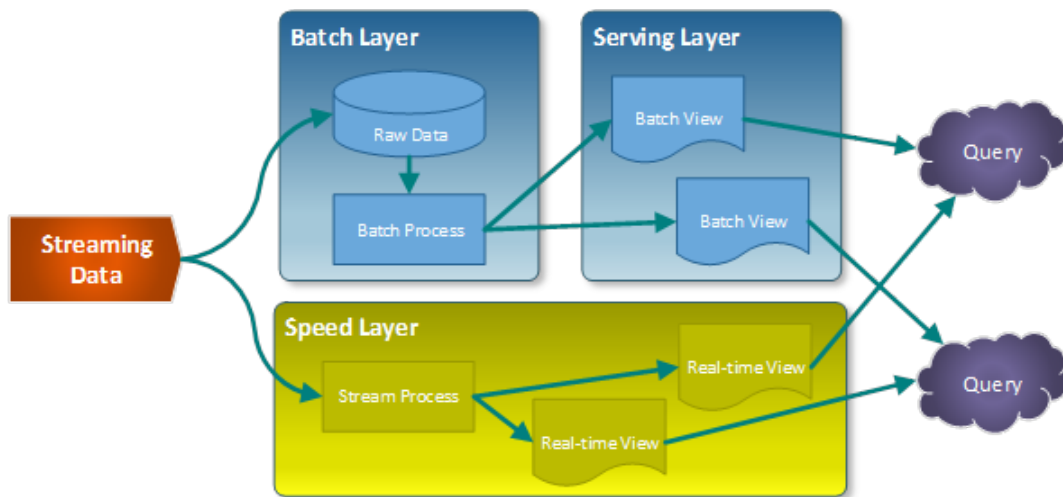 Batch Layer
Raw Data
Batch Process
Serving Layer
Batch View
Batch View
Query
Streaming
Data
Speed Layer
Stream Process
Real-time View
Real-time View
Query